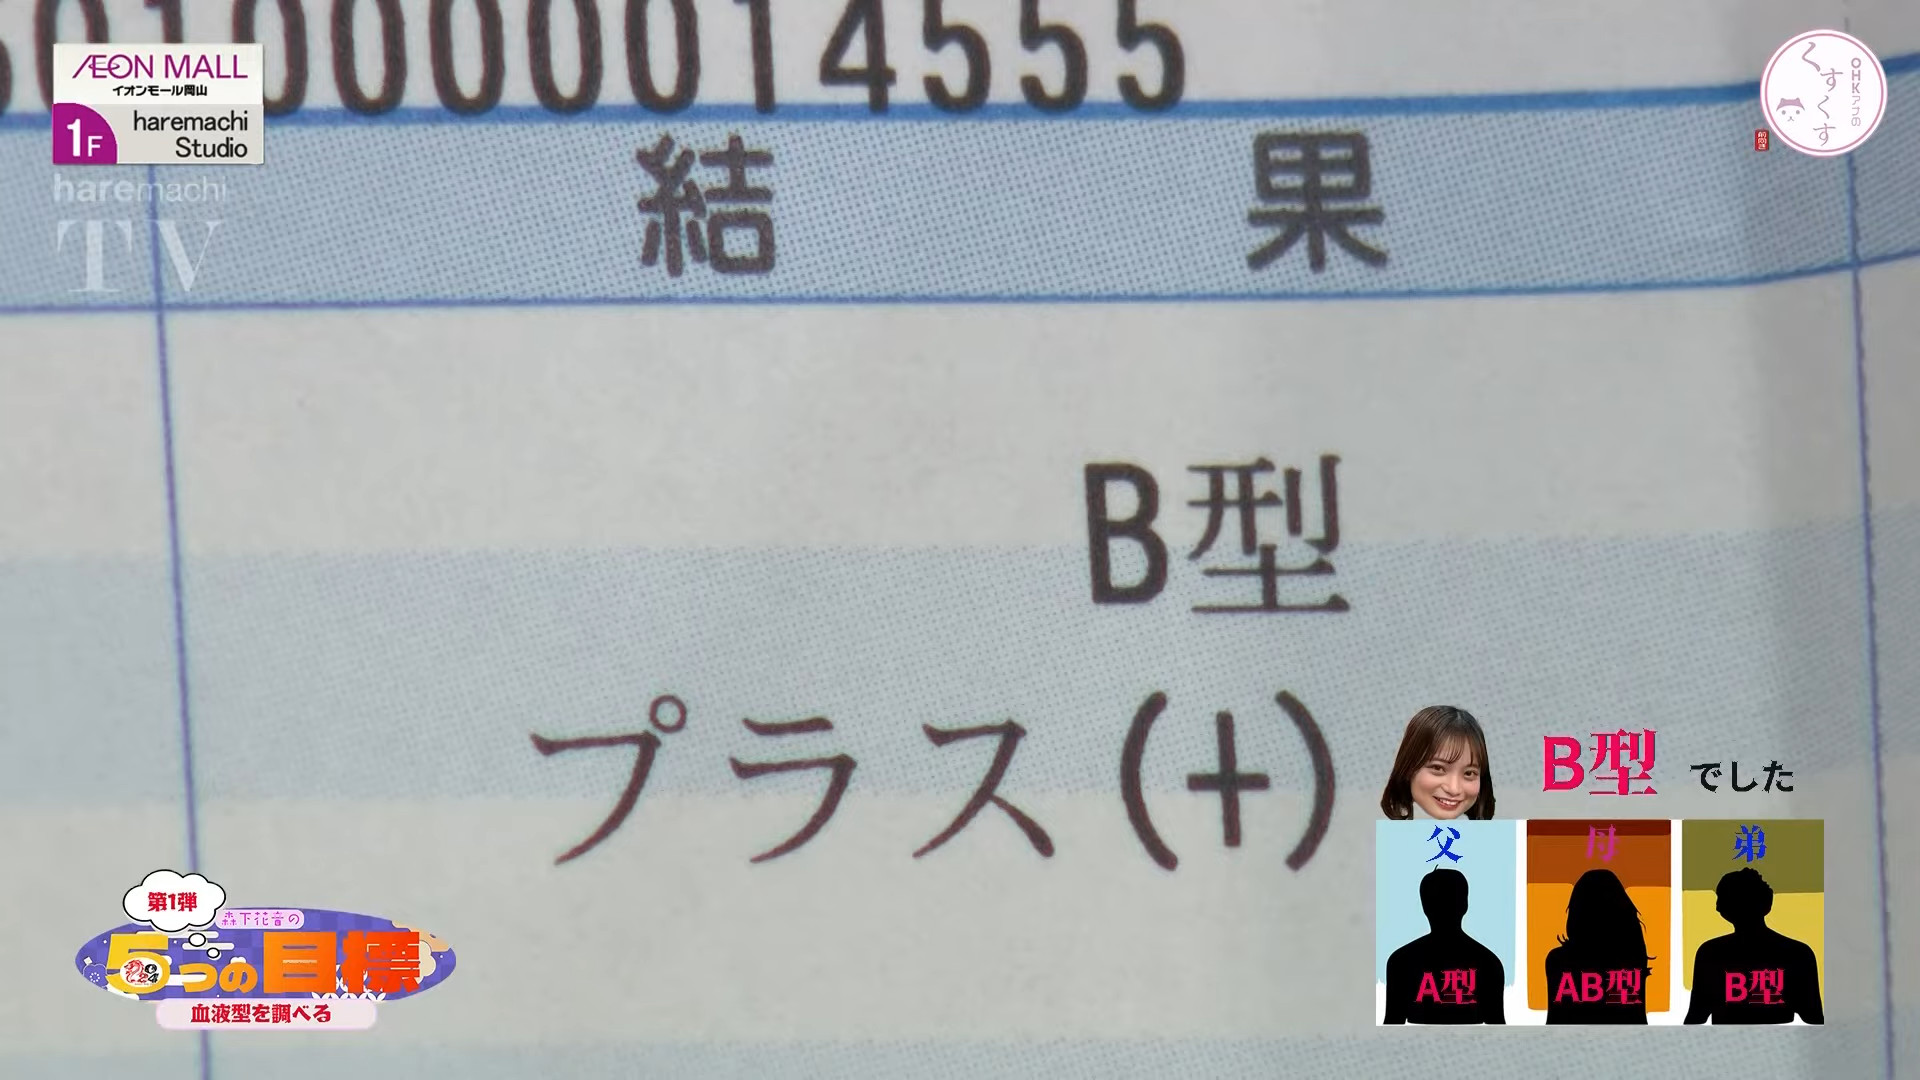 01000014555
結果
B型
プラス(+)
ÆON MALL
イオンモール岡山
1F
haremachi
Studio
haremachi
TV
OHKアナの
くすくす
第1弾
森下花音の
5つの目標
血液型を調べる
B型 でした
父 母 弟
A型 AB型 B型